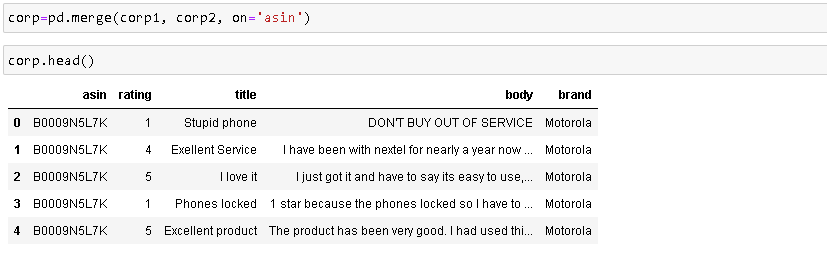 corp=pd.merge(corp1, corp2, on='asin')
corp.head()
asin rating title body brand
0 B0009N5L7K 1 Stupid phone DON'T BUY OUT OF SERVICE Motorola
1 B0009N5L7K 4 Exellent Service I have been with nextel for nearly a year now ... Motorola
2 B0009N5L7K 5 I love it I just got it and have to say its easy to use,... Motorola
3 B0009N5L7K 1 Phones locked 1 star because the phones locked so I have to ... Motorola
4 B0009N5L7K 5 Excellent product The product has been very good. I had used thi... Motorola